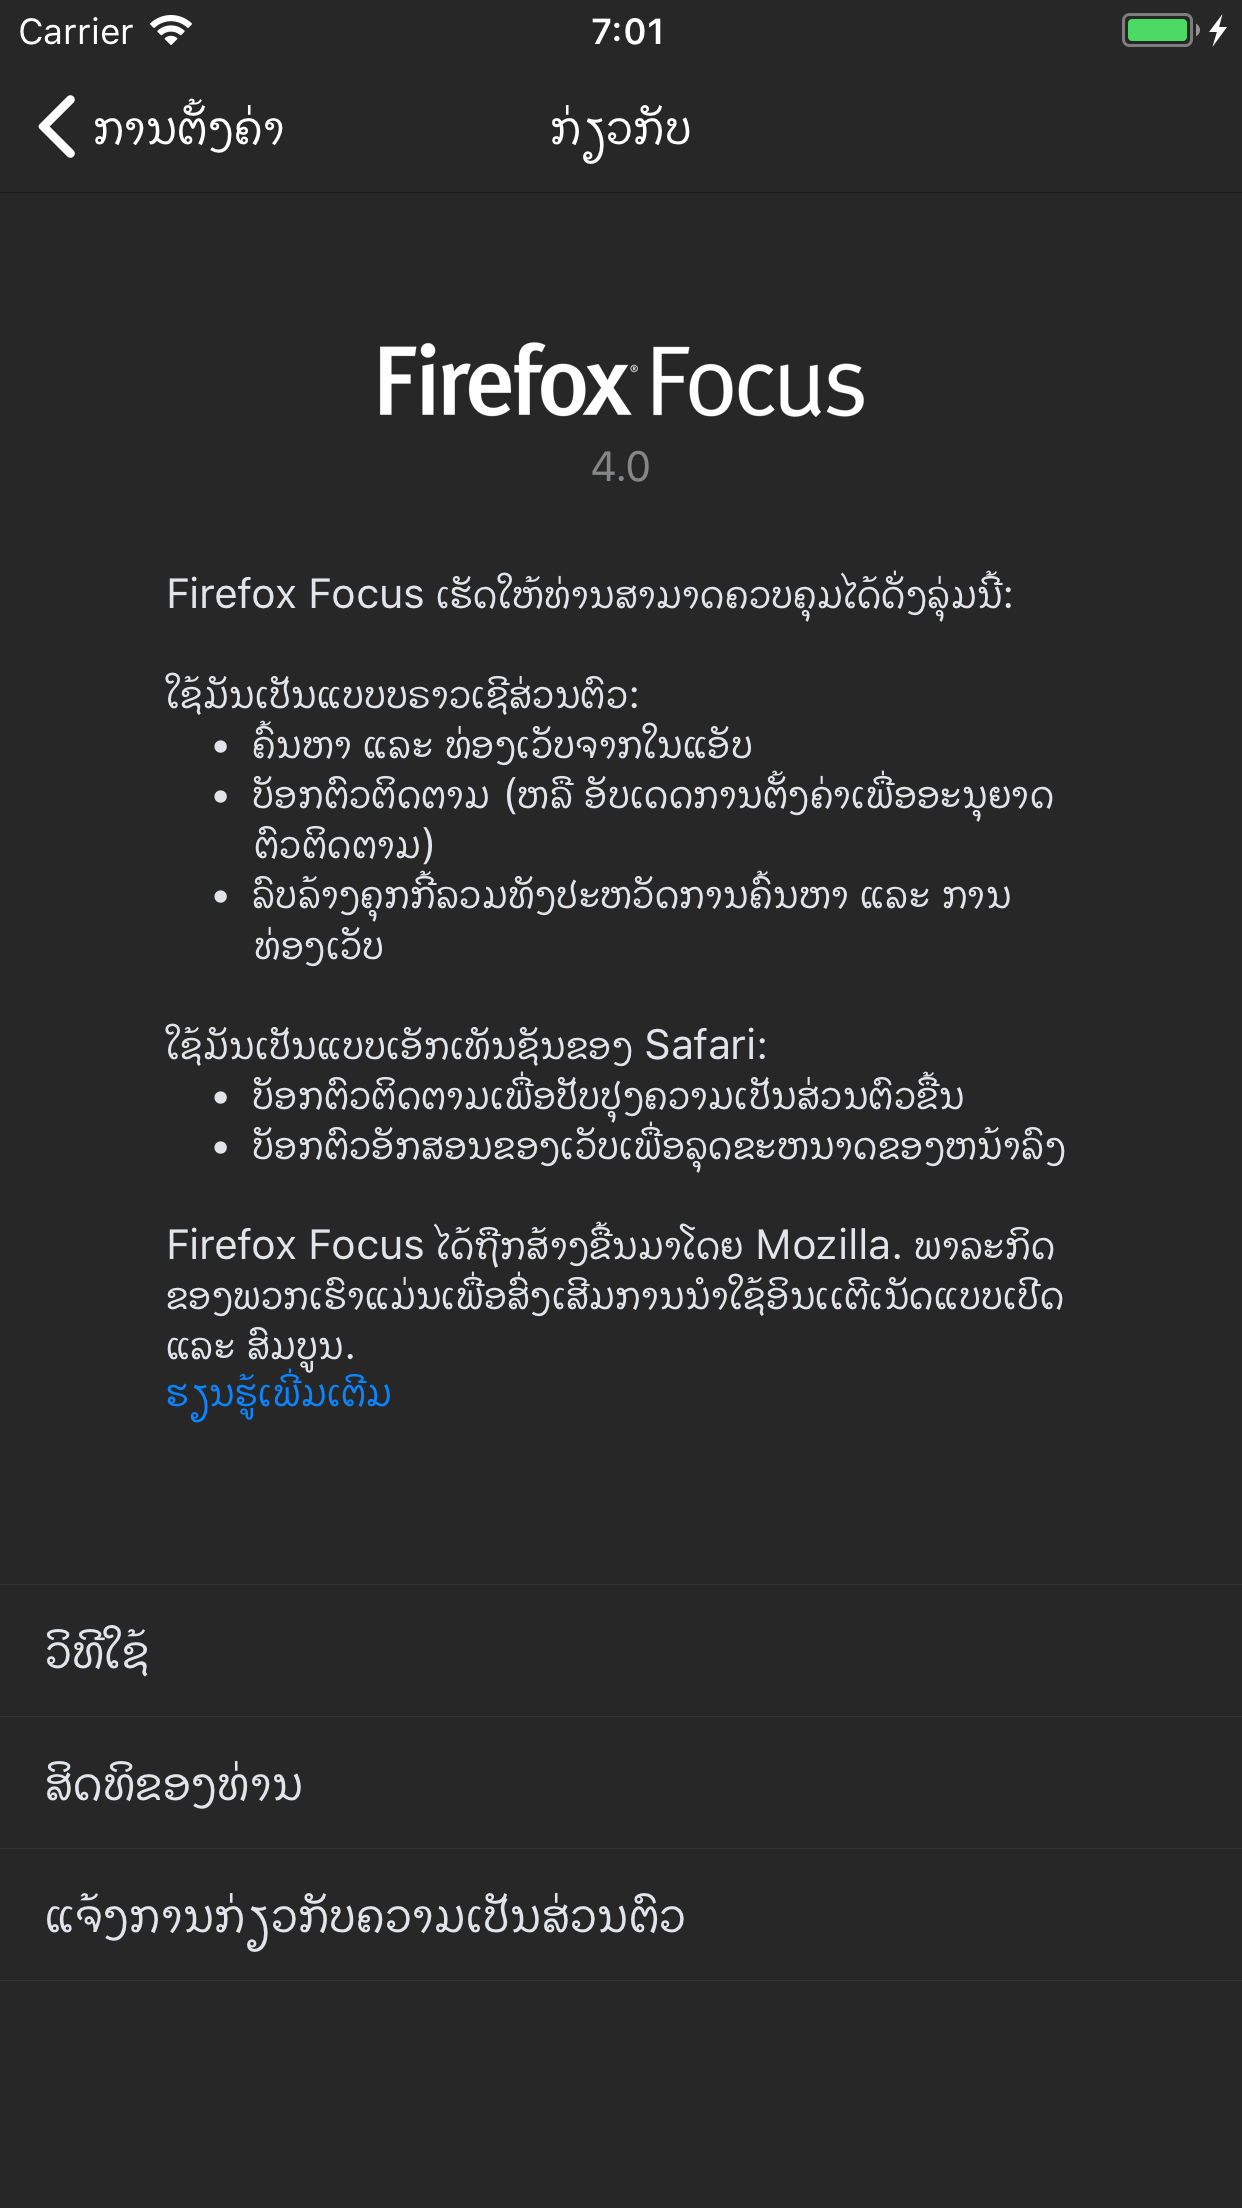 Carrier 7:01
ການຕັ້ງຄ່າ ກ່ຽວກັບ
Firefox® Focus
4.0
Firefox Focus ເຮັດໃຫ້ທ່ານສາມາດຄວບຄຸມໄດ້ດັ່ງລຸ່ມນີ້:
ໃຊ້ມັນເປັນແບບບຣາວເຊີສ່ວນຕົວ:
• ຄົ້ນຫາ ແລະ ທ່ອງເວັບຈາກໃນແອັບ
• ບັອກຕົວຕິດຕາມ (ຫລື ອັບເດດການຕັ້ງຄ່າເພື່ອອະນຸຍາດ
ຕົວຕິດຕາມ)
• ລົບລ້າງຄຸກກີ້ລວມທັງປະຫວັດການຄົ້ນຫາ ແລະ ການ
ທ່ອງເວັບ
ໃຊ້ມັນເປັນແບບເອັກເທັນຊັນຂອງ Safari:
• ບັອກຕົວຕິດຕາມເພື່ອປັບປຸງຄວາມເປັນສ່ວນຕົວຂື້ນ
• ບັອກຕົວອັກສອນຂອງເວັບເພື່ອລຸດຂະຫນາດຂອງຫນ້າລົງ
Firefox Focus ໄດ້ຖືກສ້າງຂື້ນມາໂດຍ Mozilla. ພາລະກິດ
ຂອງພວກເຮົາແມ່ນເພື່ອສົ່ງເສີມການນຳໃຊ້ອິນເເຕີເນັດແບບເປີດ
ແລະ ສົມບູນ.
ຮຽນຮູ້ເພີ່ມເຕີມ
ວິທີໃຊ້
ສິດທິຂອງທ່ານ
ແຈ້ງການກ່ຽວກັບຄວາມເປັນສ່ວນຕົວ